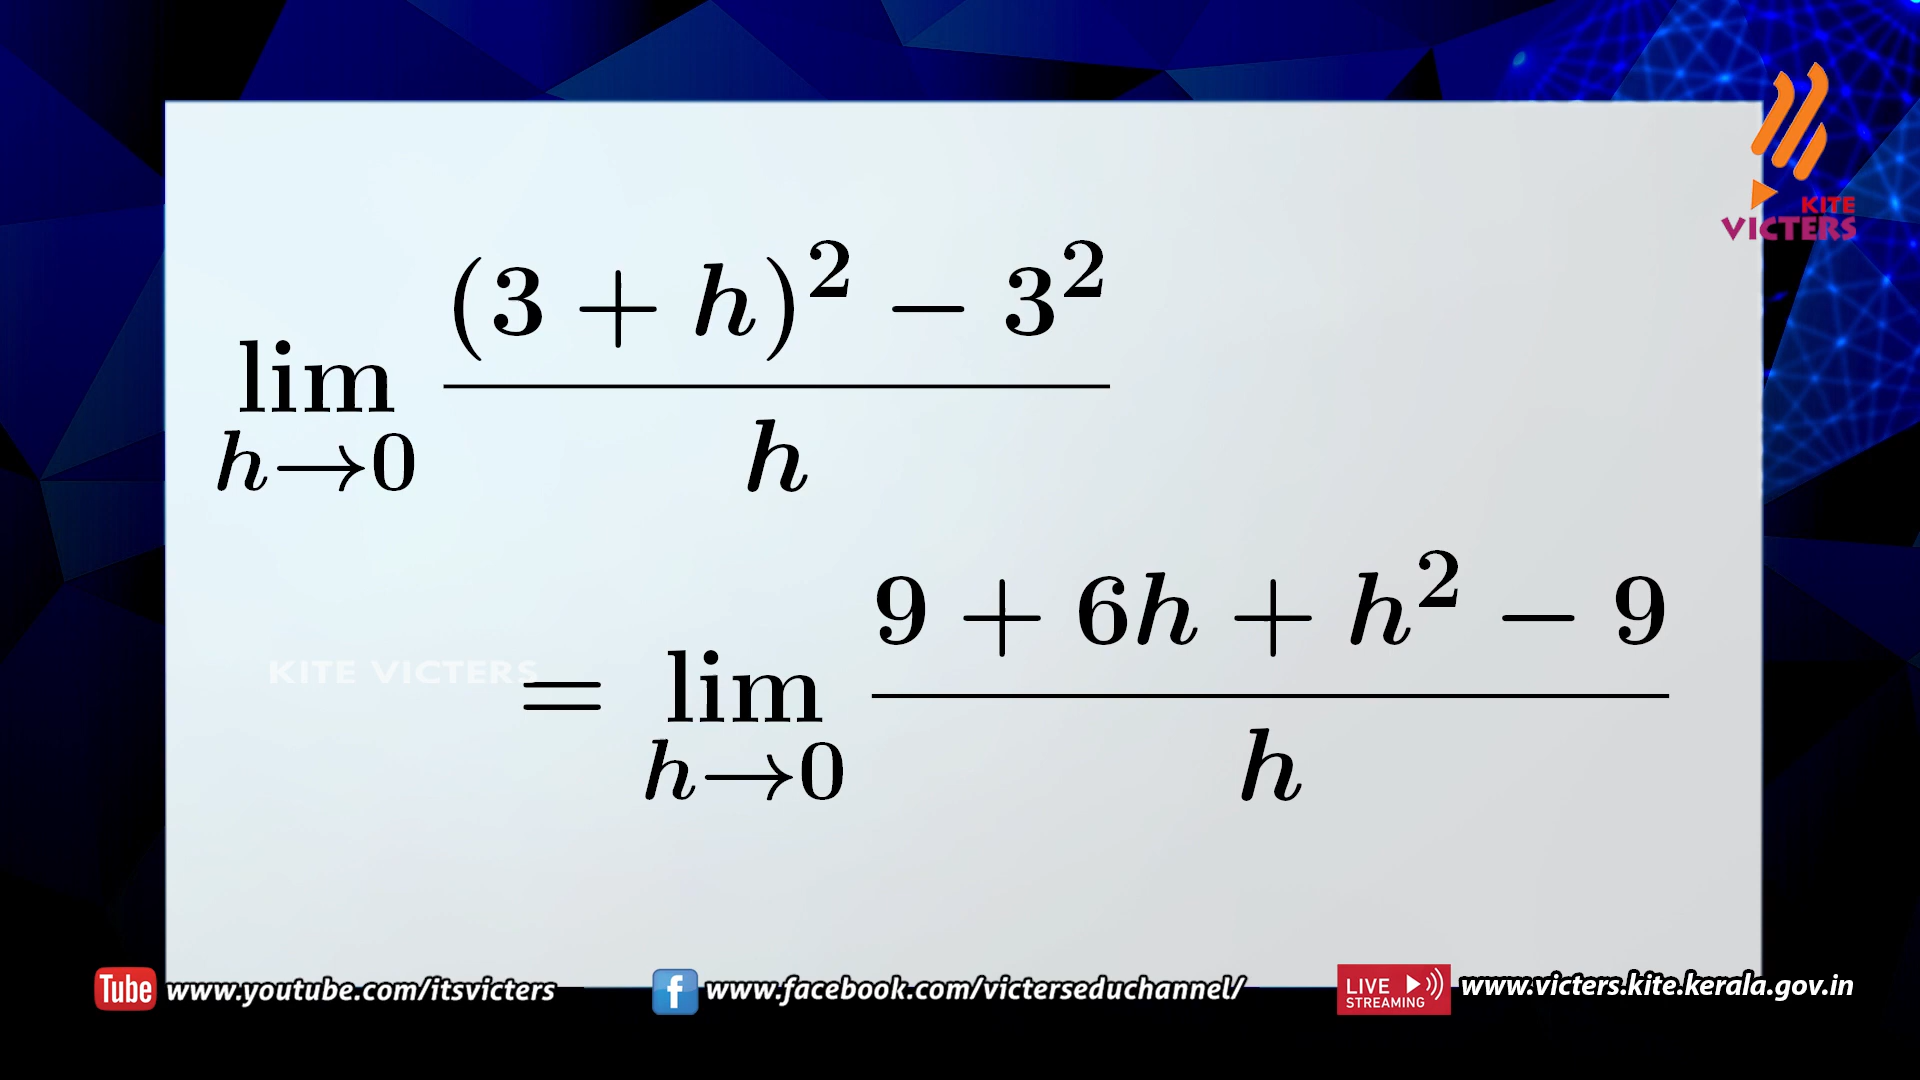 KITE
VICTERS
lim h→0 (3 + h)² − 3² / h
KITE VICTERS
= lim h→0 9 + 6h + h² − 9 / h
Tube www.youtube.com/itsvicters
f www.facebook.com/victerseduchannel/
LIVE STREAMING www.victers.kite.kerala.gov.in